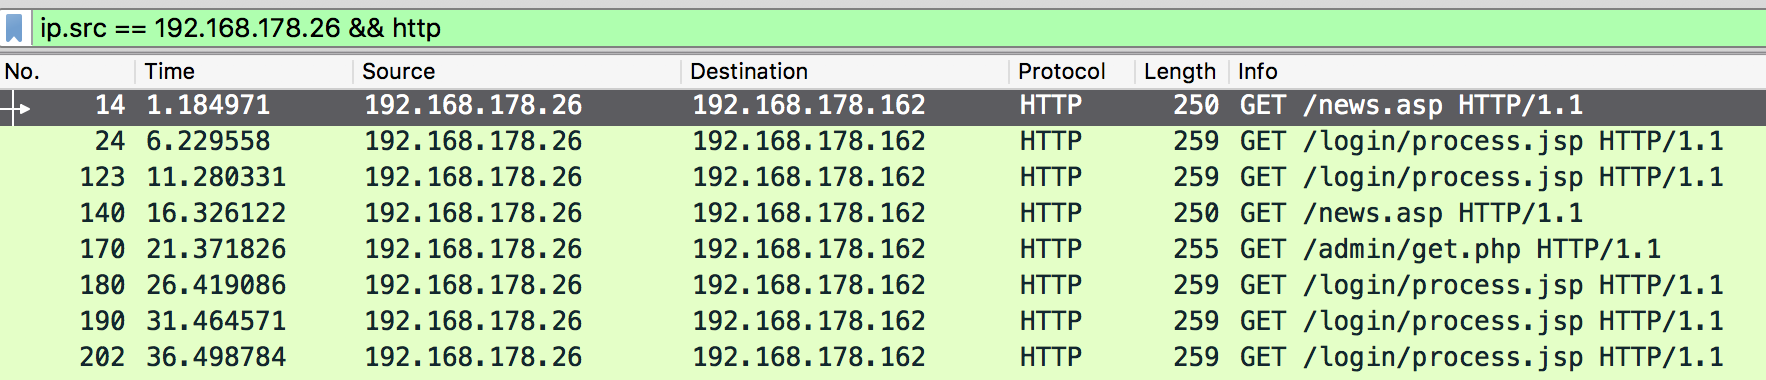 ip.src == 192.168.178.26 && http
No. Time Source Destination Protocol Length Info
14 1.184971 192.168.178.26 192.168.178.162 HTTP 250 GET /news.asp HTTP/1.1
24 6.229558 192.168.178.26 192.168.178.162 HTTP 259 GET /login/process.jsp HTTP/1.1
123 11.280331 192.168.178.26 192.168.178.162 HTTP 259 GET /login/process.jsp HTTP/1.1
140 16.326122 192.168.178.26 192.168.178.162 HTTP 250 GET /news.asp HTTP/1.1
170 21.371826 192.168.178.26 192.168.178.162 HTTP 255 GET /admin/get.php HTTP/1.1
180 26.419086 192.168.178.26 192.168.178.162 HTTP 259 GET /login/process.jsp HTTP/1.1
190 31.464571 192.168.178.26 192.168.178.162 HTTP 259 GET /login/process.jsp HTTP/1.1
202 36.498784 192.168.178.26 192.168.178.162 HTTP 259 GET /login/process.jsp HTTP/1.1